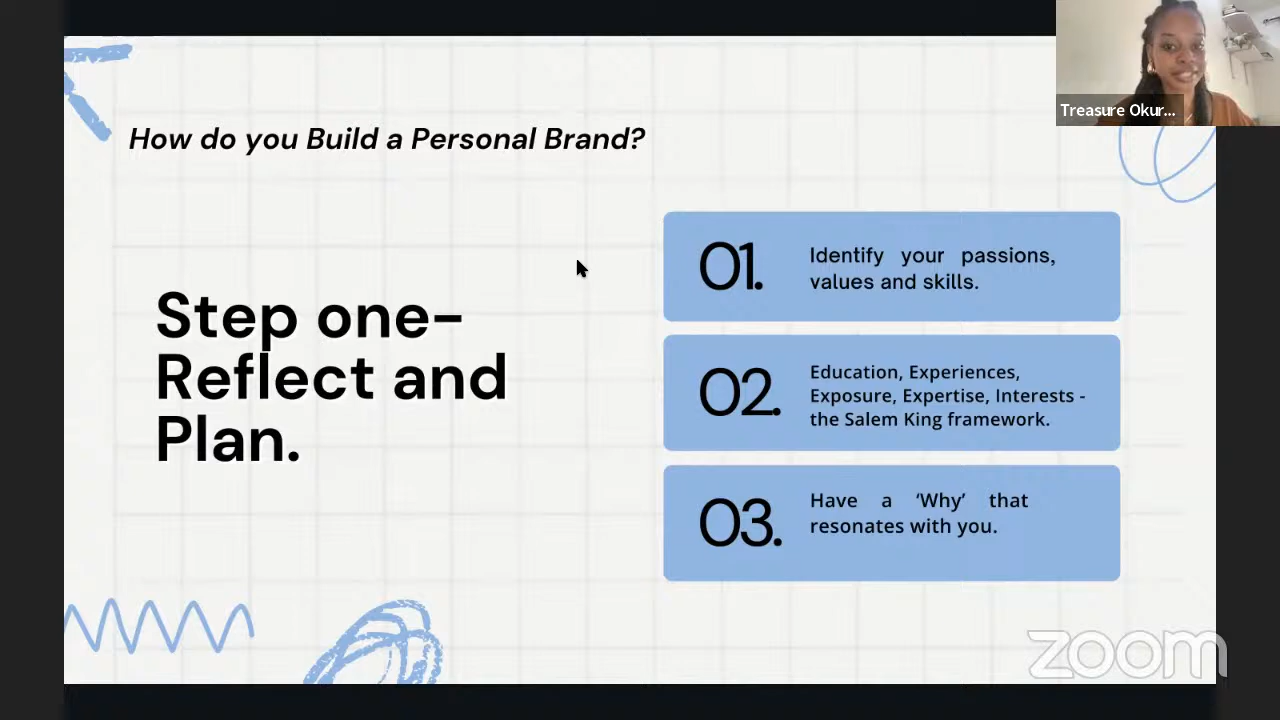 Treasure Okur...
How do you Build a Personal Brand?
Step one-
Reflect and
Plan.
01.
Identify your passions,
values and skills.
02.
Education, Experiences,
Exposure, Expertise, Interests -
the Salem King framework.
03.
Have a ‘Why’ that
resonates with you.
zoom